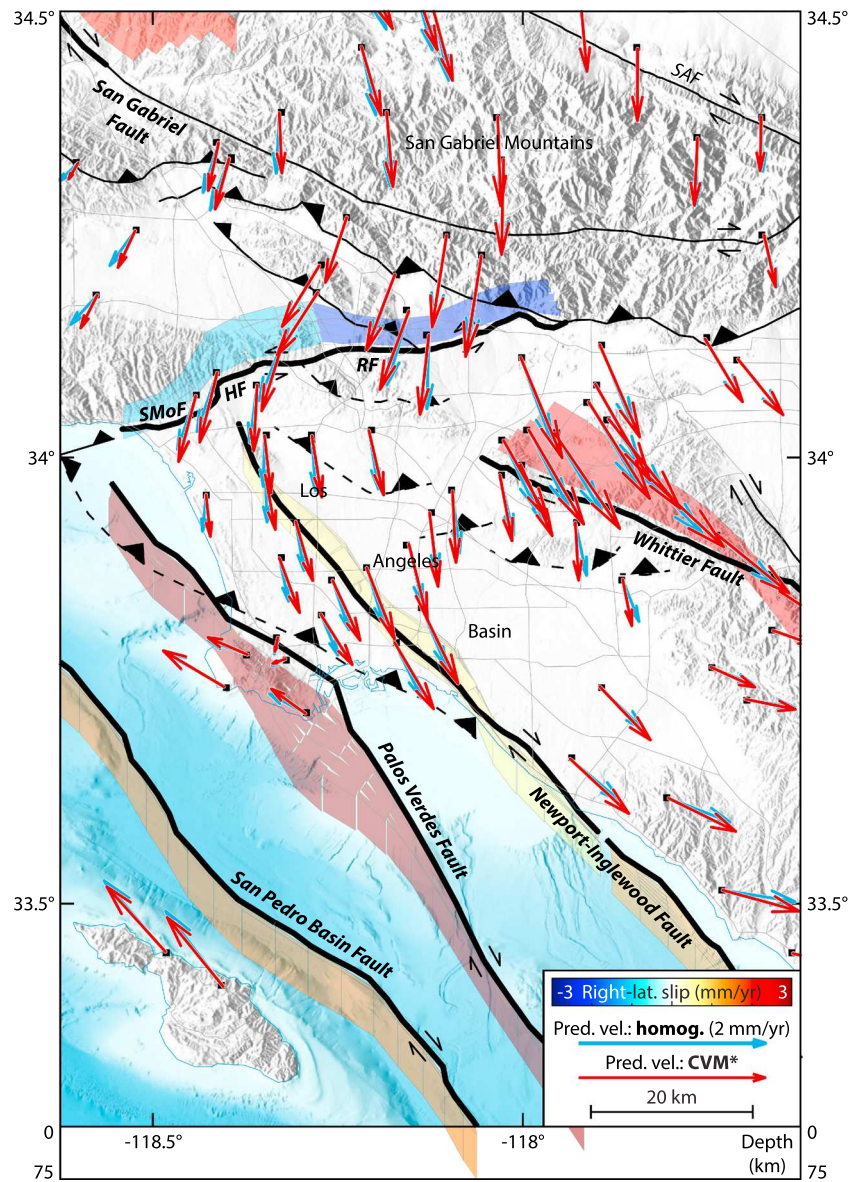 34.5°
34.5°
SAF
San Gabriel
Fault
San Gabriel Mountains
RF
HF
SMoF
34°
34°
Los
Angeles
Whittier Fault
Basin
Palos Verdes Fault
Newport-Inglewood Fault
San Pedro Basin Fault
33.5°
33.5°
-3 Right-lat. slip (mm/yr) 3
Pred. vel.: homog. (2 mm/yr)
Pred. vel.: CVM*
20 km
0
-118.5°
-118°
Depth
(km)
0
75
75